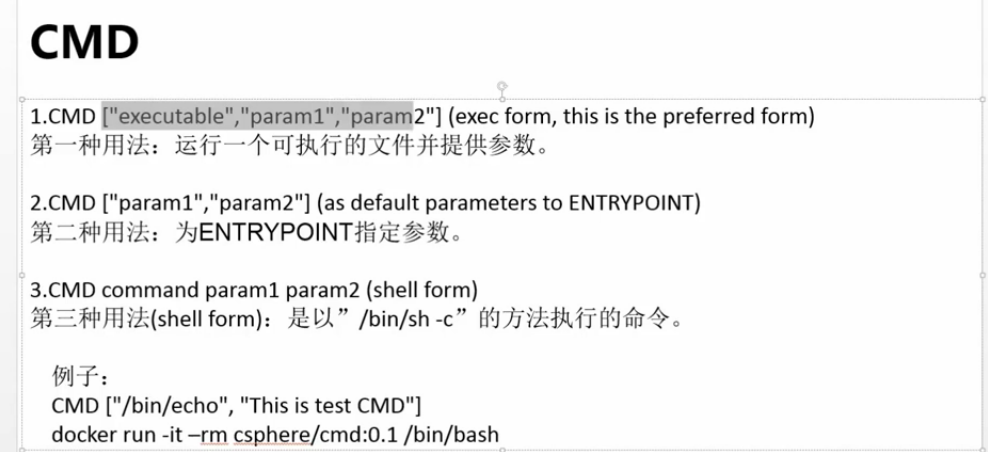 CMD
1.CMD ["executable","param1","param2"] (exec form, this is the preferred form)
第一种用法：运行一个可执行的文件并提供参数。
2.CMD ["param1","param2"] (as default parameters to ENTRYPOINT)
第二种用法：为ENTRYPOINT指定参数。
3.CMD command param1 param2 (shell form)
第三种用法(shell form)：是以”/bin/sh -c”的方法执行的命令。
例子：
CMD ["/bin/echo", "This is test CMD"]
docker run -it –rm csphere/cmd:0.1 /bin/bash